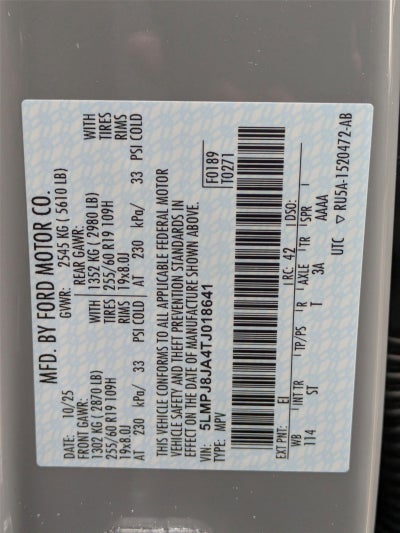 MFD. BY FORD MOTOR CO.
DATE: 10/25 GVWR: 2545 KG ( 5610 LB)
FRONT GAWR: REAR GAWR: WITH
1302 KG (2870 LB) 1352 KG ( 2980 LB) TIRES
255/60 R19 109H 255/60 R19 109H RIMS
19x8.0J 19x8.0J
AT 230 kPa/ 33 PSI COLD AT 230 kPa/ 33 PSI COLD
WITH
TIRES
RIMS
THIS VEHICLE CONFORMS TO ALL APPLICABLE FEDERAL MOTOR
VEHICLE SAFETY AND THEFT PREVENTION STANDARDS IN
EFFECT ON THE DATE OF MANUFACTURE SHOWN ABOVE.
VIN: 5LMPJ8JA4TJ018641
TYPE: MPV
F0189
T0271
EXT PNT: EJ RC: 42 DSO:
WB INT TR TP/PS R AXLE TR SPR
114 ST T 3A AAAA
UTC ▽ RU5A-1520472-AB